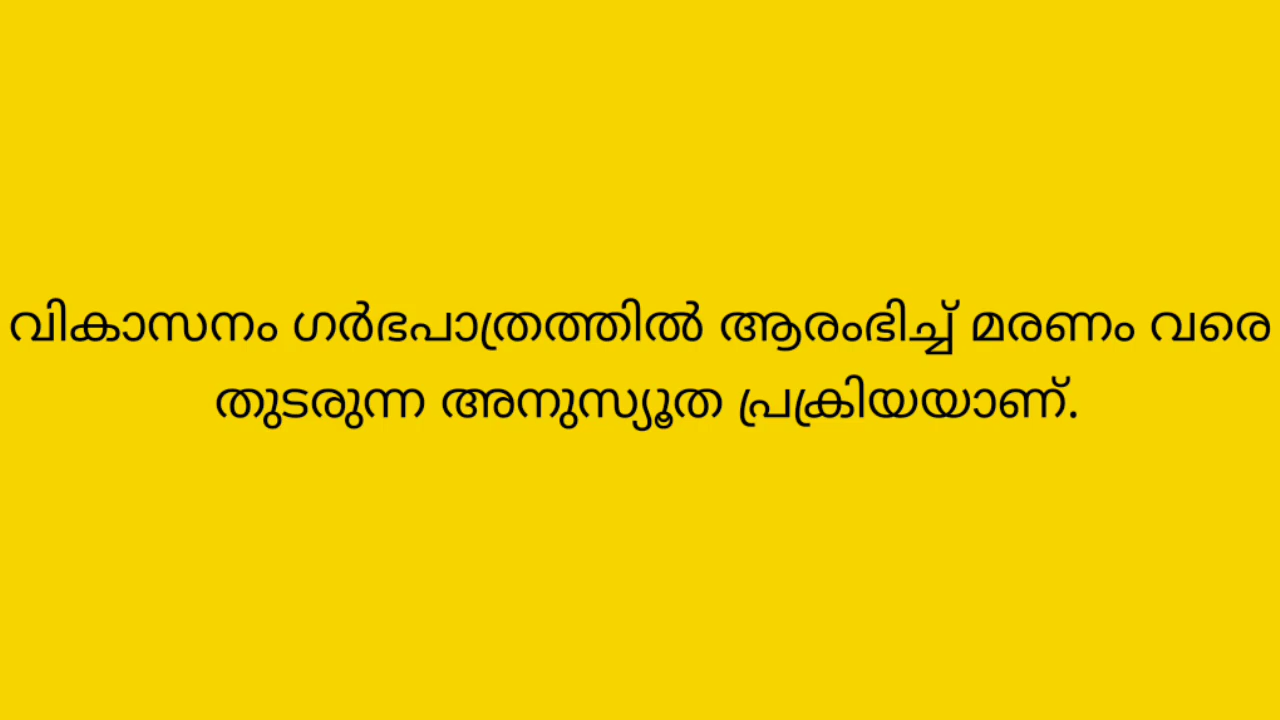 വികാസനം ഗർഭപാത്രത്തിൽ ആരംഭിച്ച് മരണം വരെ
തുടരുന്ന അനുസ്യൂത പ്രക്രിയയാണ്.